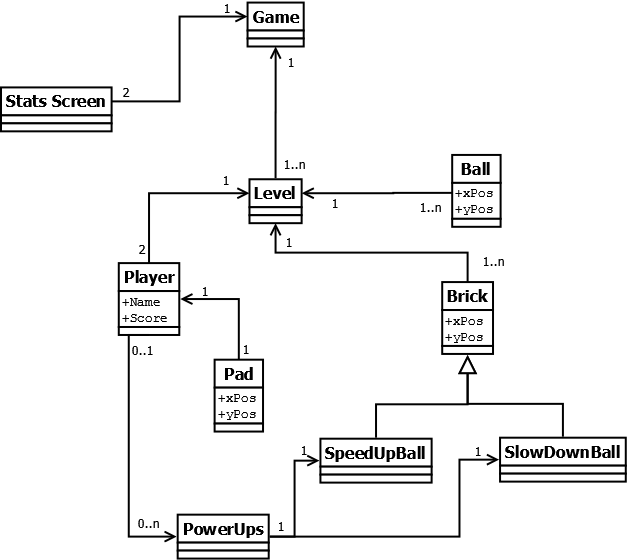 Game
1
1
Stats Screen
2
1..n
1
Level
1
1..n
Ball
+xPos
+yPos
2
1
1..n
Player
+Name
+Score
1
Brick
+xPos
+yPos
0..1
1
Pad
+xPos
+yPos
1
SpeedUpBall
1
SlowDownBall
0..n
PowerUps
1